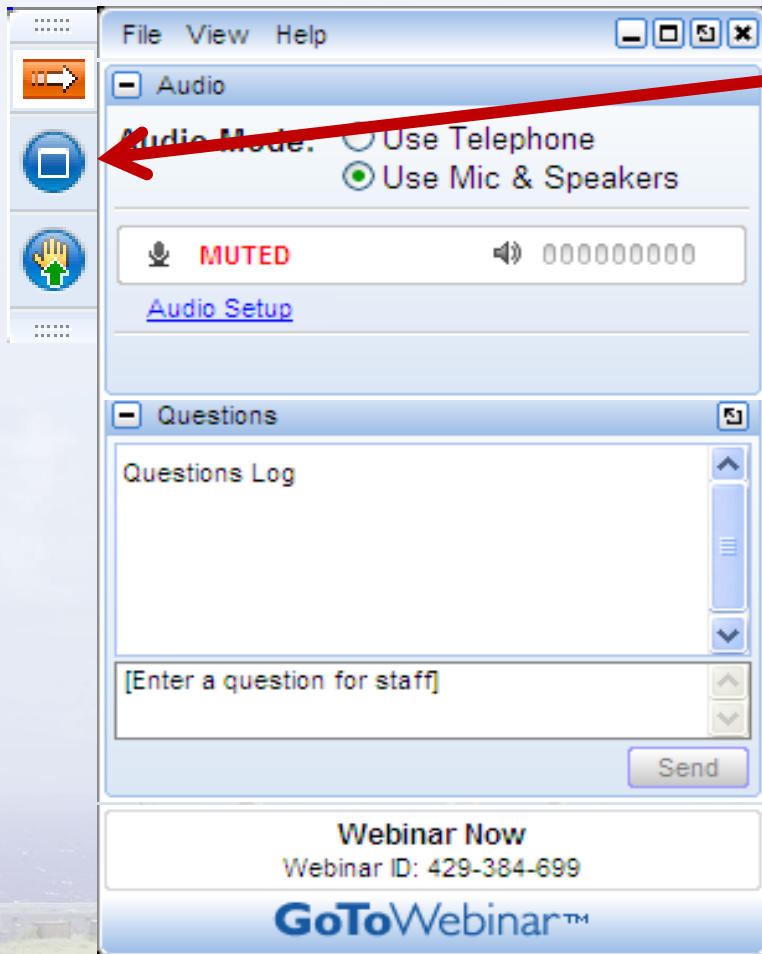 File View Help
Audio
Audio Mode: Use Telephone
Use Mic & Speakers
MUTED 000000000
Audio Setup
Questions
Questions Log
[Enter a question for staff]
Send
Webinar Now
Webinar ID: 429-384-699
GoToWebinar™